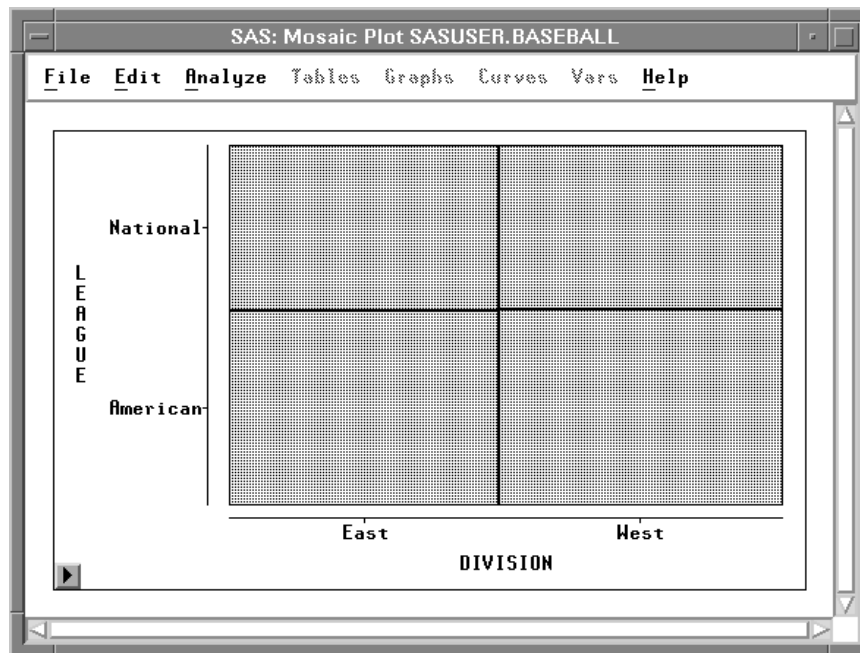 SAS: Mosaic Plot SASUSER.BASEBALL
File Edit Analyze Tables Graphs Curves Vars Help
National
LEAGUE
American
East West
DIVISION